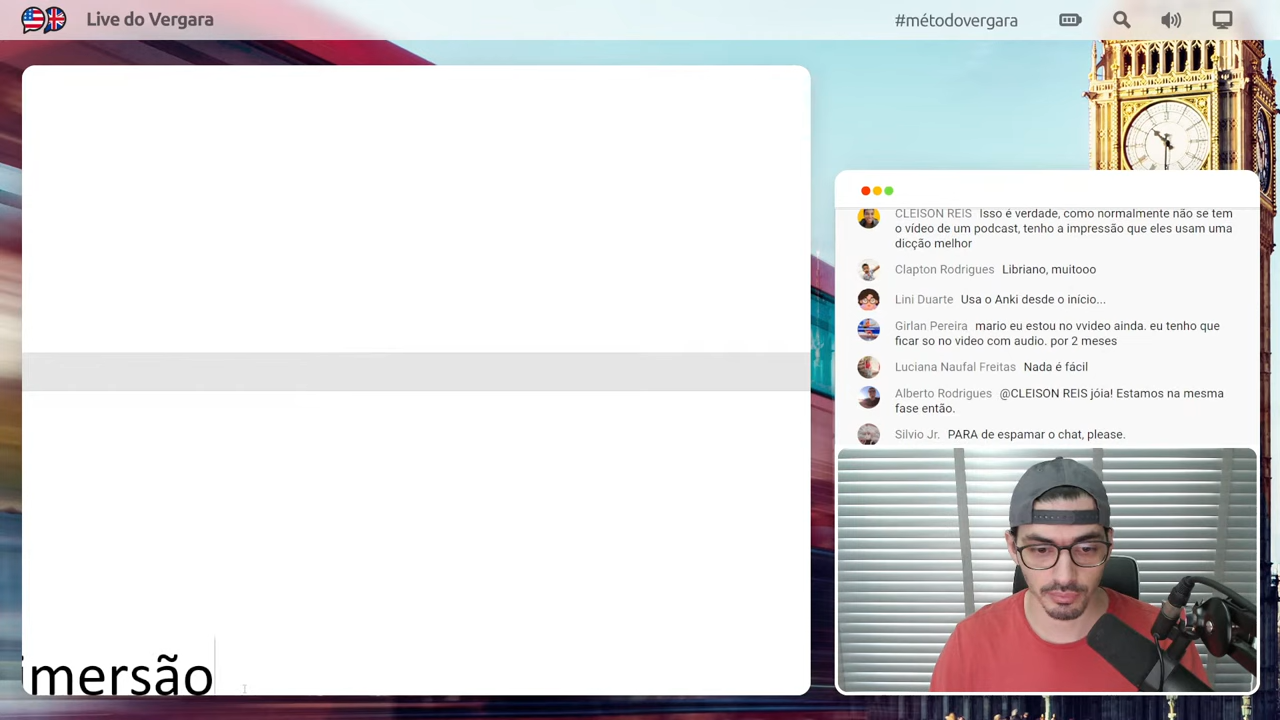 Live do Vergara
#métodovergara
CLEISON REIS Isso é verdade, como normalmente não se tem
o vídeo de um podcast, tenho a impressão que eles usam uma
dicção melhor
Clapton Rodrigues Libriano, muitooo
Lini Duarte Usa o Anki desde o início...
Girlan Pereira mario eu estou no vvideo ainda. eu tenho que
ficar so no video com audio. por 2 meses
Luciana Naufal Freitas Nada é fácil
Alberto Rodrigues @CLEISON REIS jóia! Estamos na mesma
fase então.
Silvio Jr. PARA de espamar o chat, please.
imersão